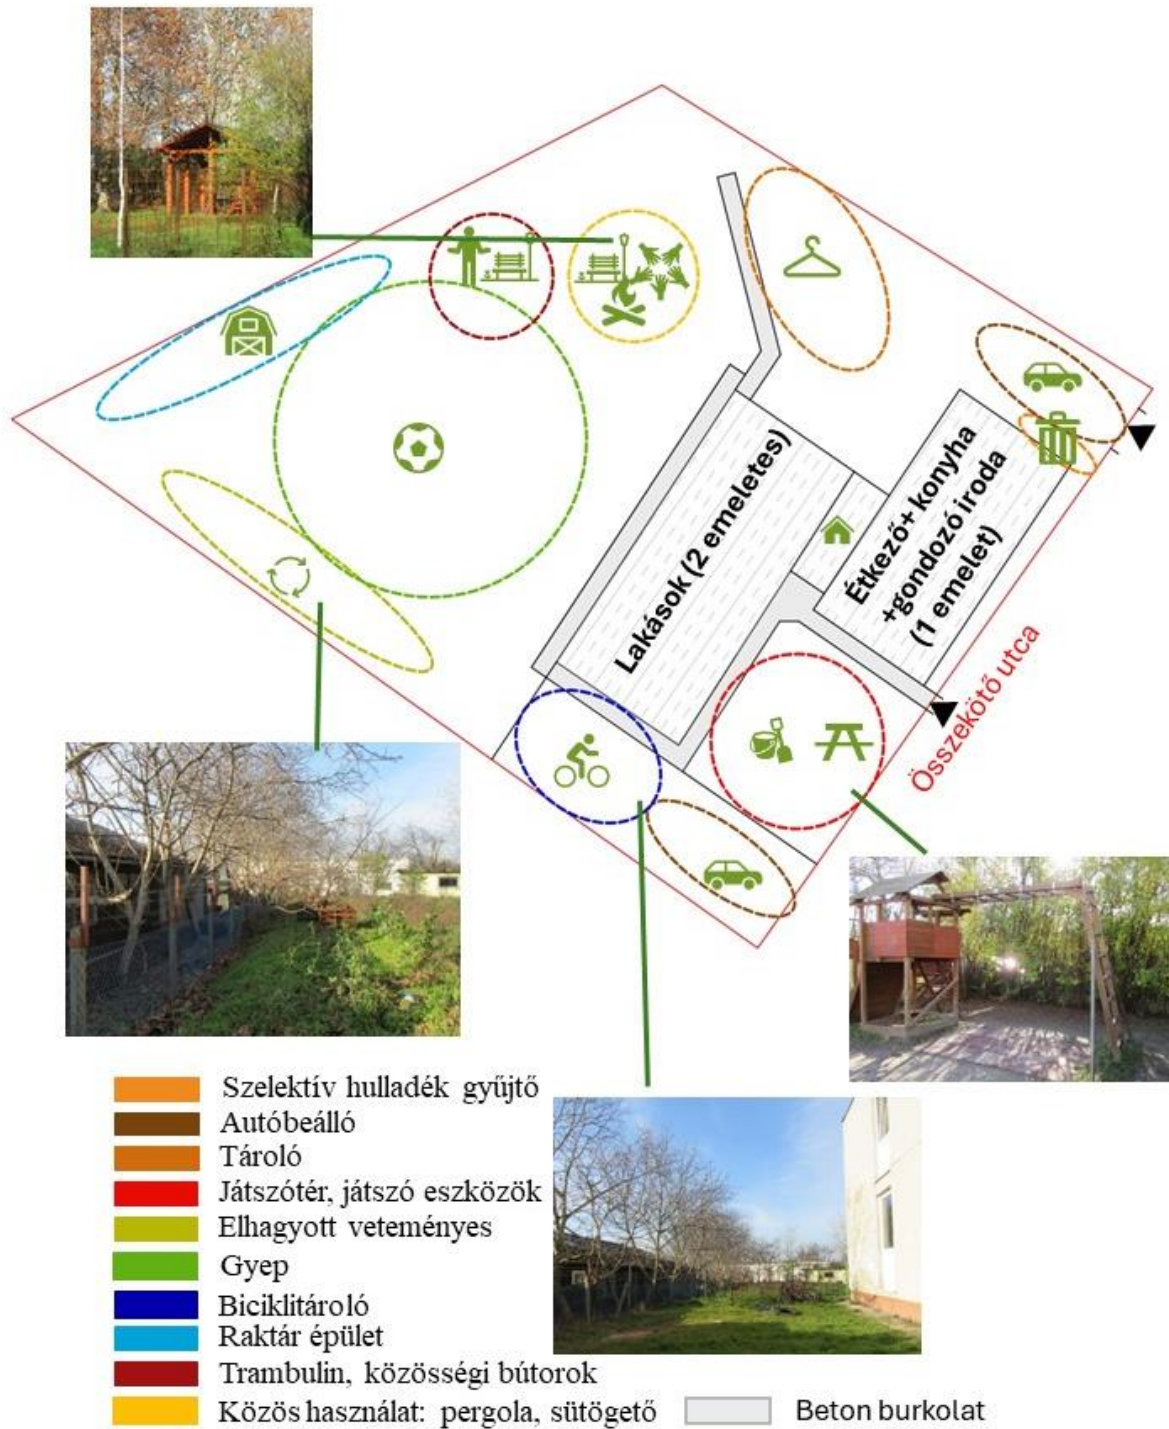 Lakások (2 emeletes)
Étkező+ konyha
+gondozó iroda
(1 emelet)
Összekötő utca
Szelektív hulladék gyűjtő
Autóbeálló
Tároló
Játszótér, játszó eszközök
Elhagyott veteményes
Gyep
Biciklitároló
Raktár épület
Trambulin, közösségi bútorok
Közös használat: pergola, sütögető
Beton burkolat